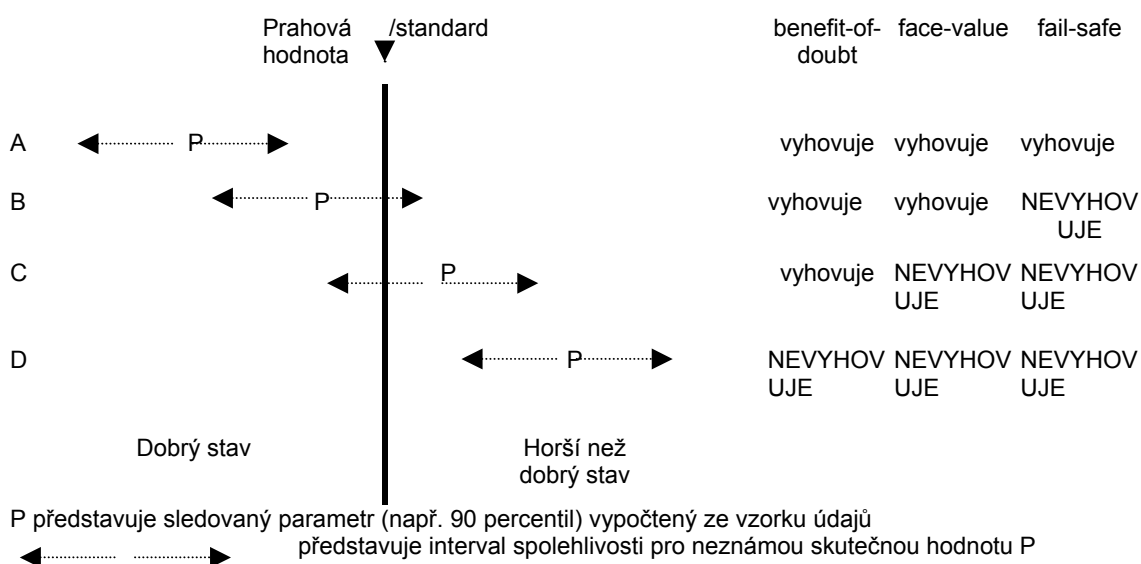 Prahová /standard benefit-of- face-value fail-safe
hodnota doubt
A P vyhovuje vyhovuje vyhovuje
B P vyhovuje vyhovuje NEVYHOV
UJE
C P vyhovuje NEVYHOV NEVYHOV
UJE UJE
D P NEVYHOV NEVYHOV NEVYHOV
UJE UJE UJE
Dobrý stav Horší než
dobrý stav
P představuje sledovaný parametr (např. 90 percentil) vypočtený ze vzorku údajů
představuje interval spolehlivosti pro neznámou skutečnou hodnotu P